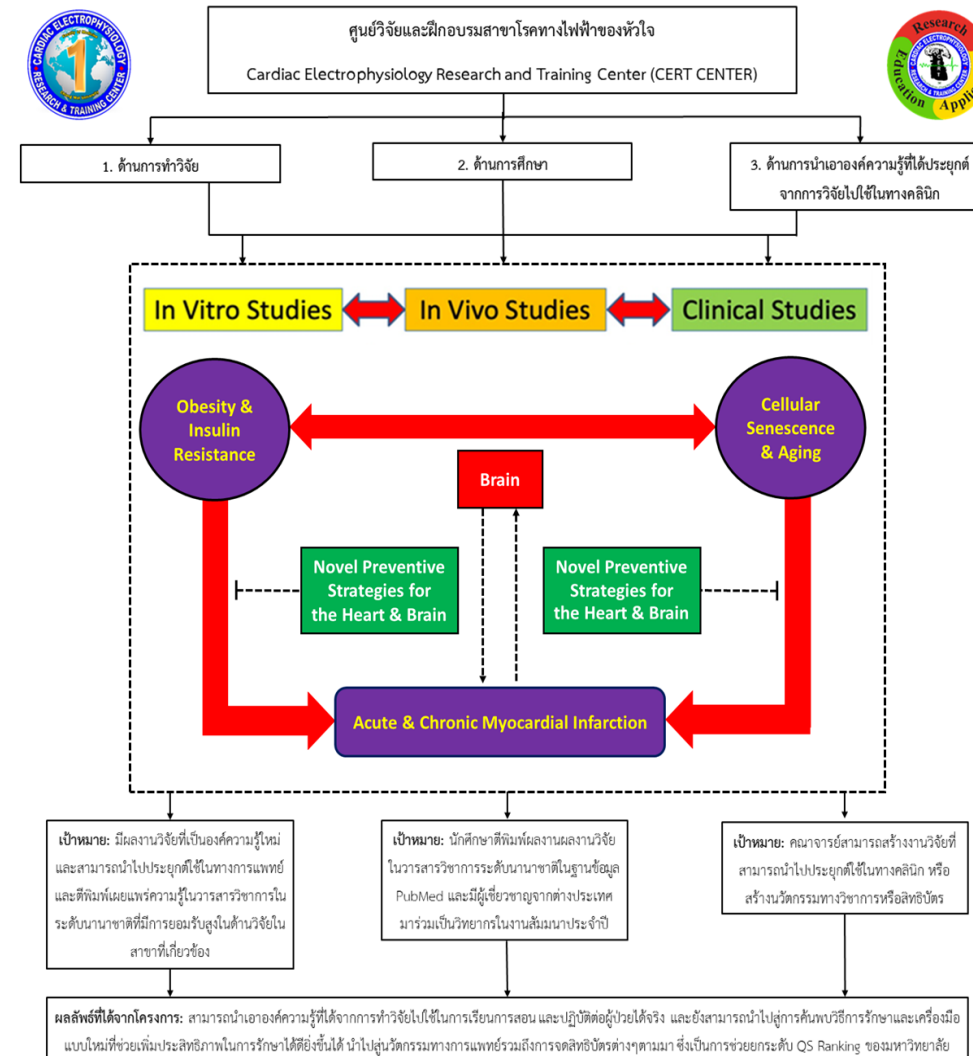 CARDIAC ELECTROPHYSIOLOGY
RESEARCH & TRAINING CENTER
1
ศูนย์วิจัยและฝึกอบรมสาขาโรคทางไฟฟ้าของหัวใจ
Cardiac Electrophysiology Research and Training Center (CERT CENTER)
Research
Education
1. ด้านการทำวิจัย
2. ด้านการศึกษา
3. ด้านการนำเอาองค์ความรู้ที่ได้ประยุกต์
จากการวิจัยไปใช้ในทางคลินิก
In Vitro Studies
In Vivo Studies
Clinical Studies
Obesity &
Insulin
Resistance
Cellular
Senescence
& Aging
Brain
Novel Preventive
Strategies for
the Heart & Brain
Novel Preventive
Strategies for
the Heart & Brain
Acute & Chronic Myocardial Infarction
เป้าหมาย: มีผลงานวิจัยที่เป็นองค์ความรู้ใหม่
และสามารถนำไปประยุกต์ใช้ในทางการแพทย์
และตีพิมพ์เผยแพร่ความรู้ในวารสารวิชาการใน
ระดับนานาชาติที่มีการยอมรับสูงในด้านวิจัยใน
สาขาที่เกี่ยวข้อง
เป้าหมาย: นักศึกษาตีพิมพ์ผลงานผลงานวิจัย
ในวารสารวิชาการระดับนานาชาติในฐานข้อมูล
PubMed และมีผู้เชี่ยวชาญจากต่างประเทศ
มาร่วมเป็นวิทยากรในงานสัมมนาประจำปี
เป้าหมาย: คณาจารย์สามารถสร้างงานวิจัยที่
สามารถนำไปประยุกต์ใช้ในทางคลินิก หรือ
สร้างนวัตกรรมทางวิชาการหรือสิทธิบัตร
ผลลัพธ์ที่ได้จากโครงการ: สามารถนำเอาองค์ความรู้ที่ได้จากการทำวิจัยไปใช้ในการเรียนการสอน และปฏิบัติต่อผู้ป่วยได้จริง และยังสามารถนำไปสู่การค้นพบวิธีการรักษาและเครื่องมือ
แบบใหม่ที่ช่วยเพิ่มประสิทธิภาพในการรักษาได้ดียิ่งขึ้นได้ นำไปสู่นวัตกรรมทางการแพทย์รวมถึงการจดสิทธิบัตรต่างๆตามมา ซึ่งเป็นการช่วยยกระดับ QS Ranking ของมหาวิทยาลัย